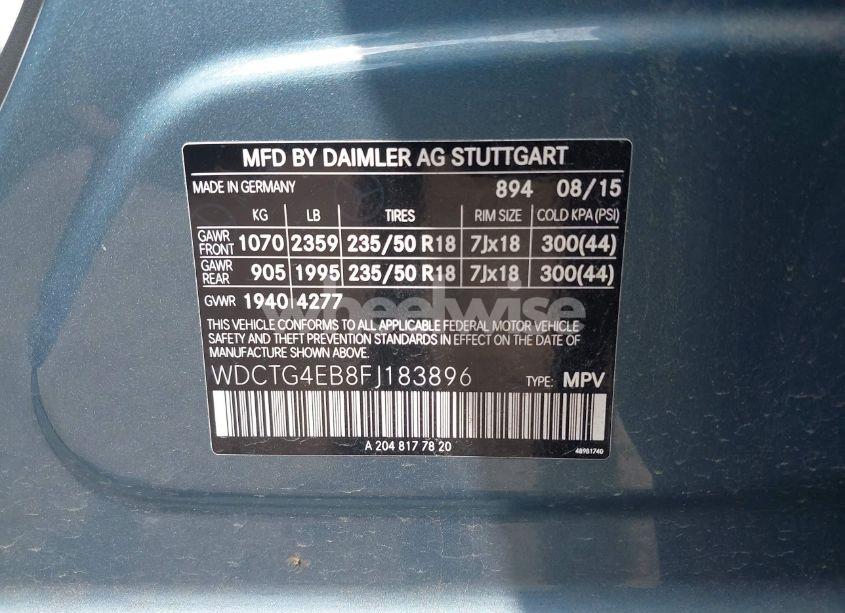 MFD BY DAIMLER AG STUTTGART
MADE IN GERMANY 894 08/15
KG LB TIRES RIM SIZE COLD KPA (PSI)
GAWR FRONT 1070 2359 235/50 R18 7Jx18 300(44)
GAWR REAR 905 1995 235/50 R18 7Jx18 300(44)
GVWR 1940 4277
wheelwise
THIS VEHICLE CONFORMS TO ALL APPLICABLE FEDERAL MOTOR VEHICLE
SAFETY AND THEFT PREVENTION STANDARDS IN EFFECT ON THE DATE OF
MANUFACTURE SHOWN ABOVE.
WDCTG4EB8FJ183896 TYPE: MPV
A 204 817 78 20
48981740